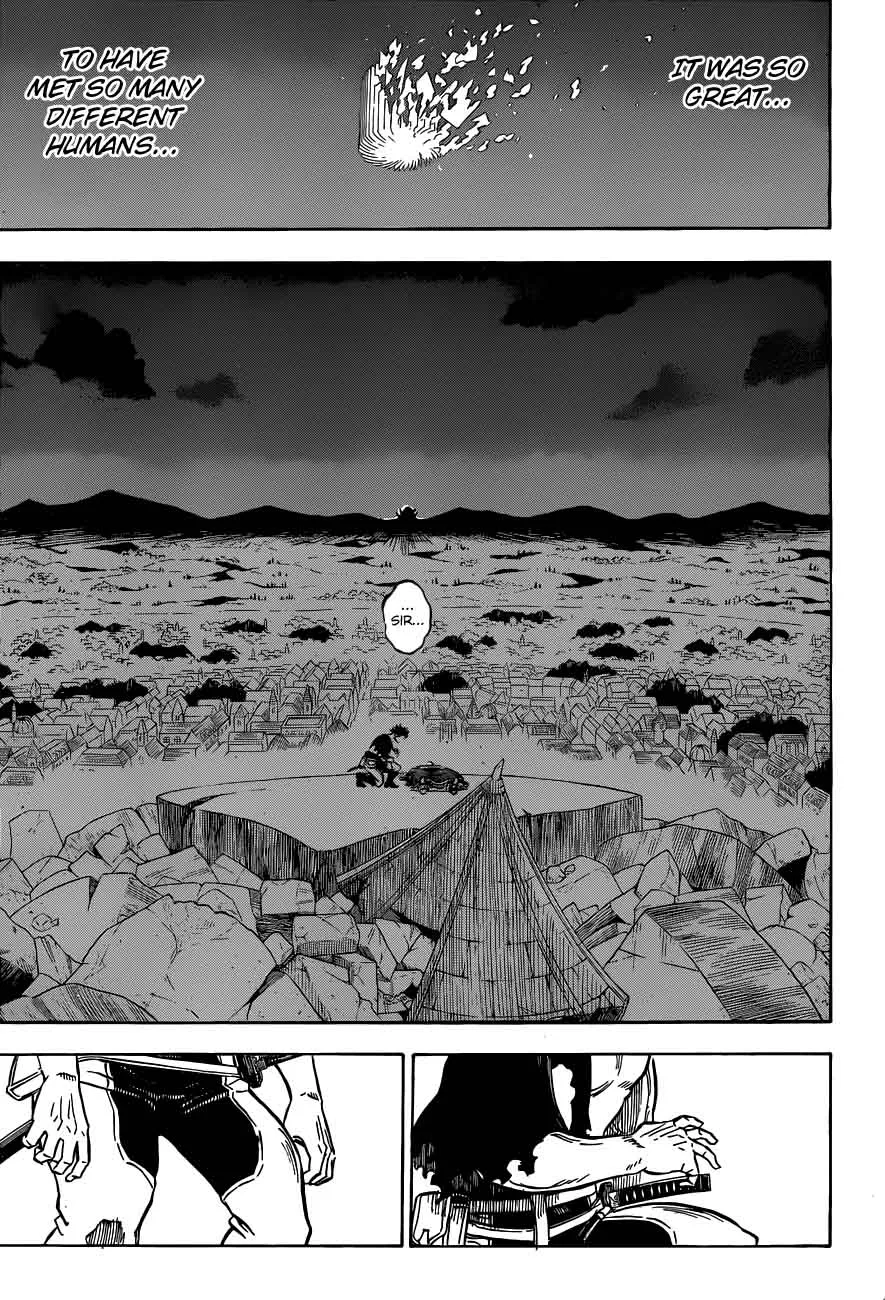 IT WAS SO
GREAT...
TO HAVE
MET SO MANY
DIFFERENT
HUMANS...
...
SIR...